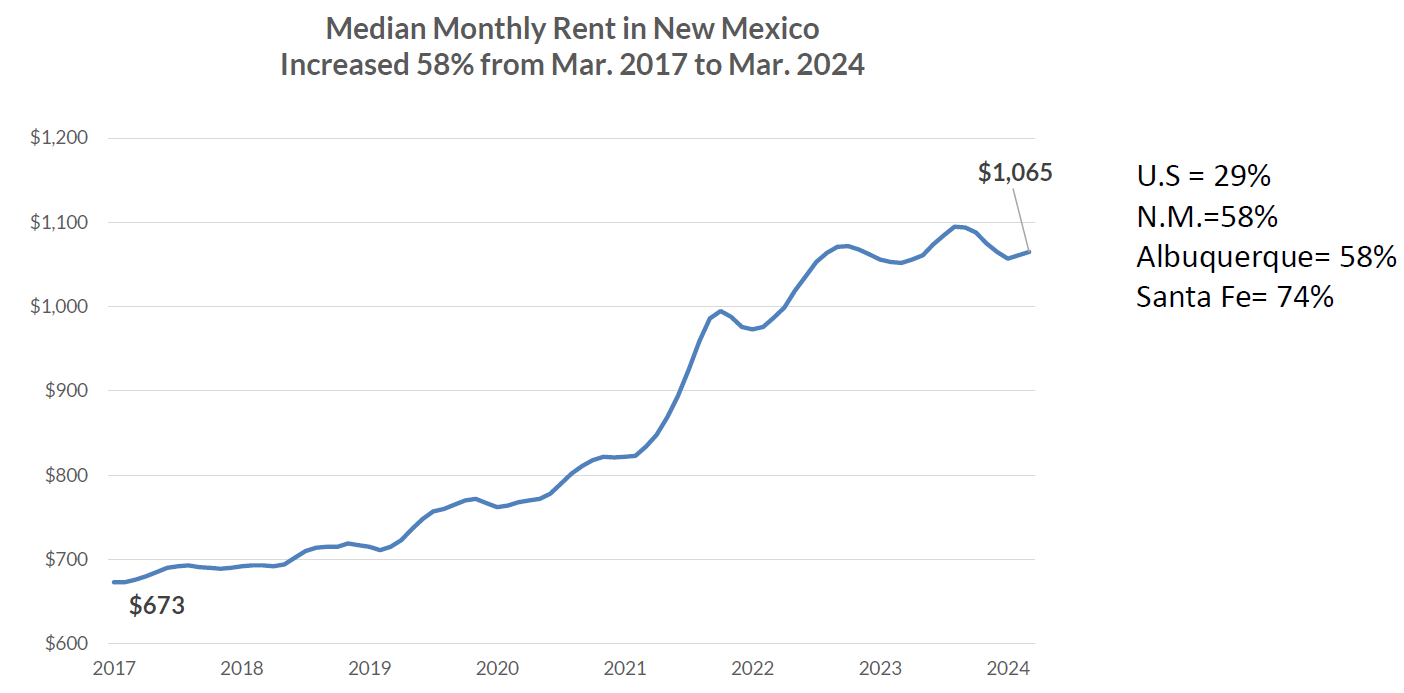 Median Monthly Rent in New Mexico
Increased 58% from Mar. 2017 to Mar. 2024
$1,200
$1,100
$1,000
$900
$800
$700
$600
$1,065
$673
2017 2018 2019 2020 2021 2022 2023 2024
U.S = 29%
N.M.=58%
Albuquerque= 58%
Santa Fe= 74%